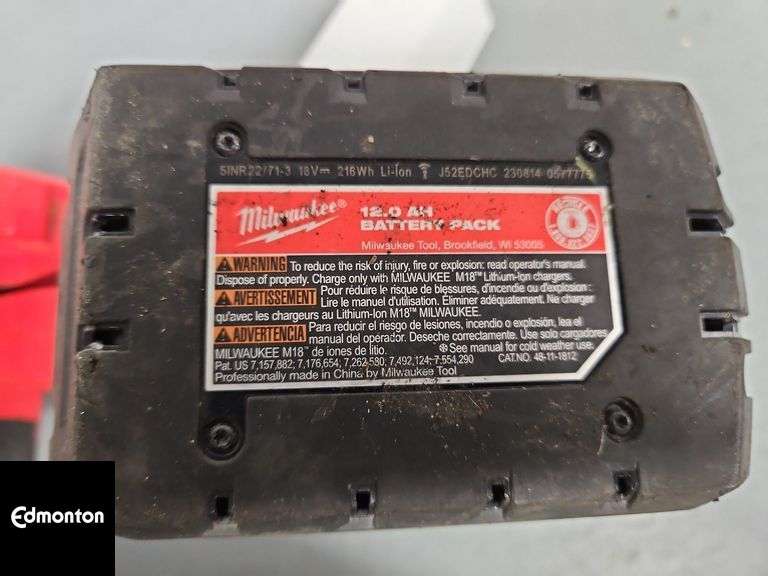 5INR22/71-3 18V 216Wh Li-Ion J52EDCHC 230814
Milwaukee® 12.0 AH
BATTERY PACK
Milwaukee Tool, Brookfield, WI 53005
WARNING To reduce the risk of injury, fire or explosion: read operator's manual.
Dispose of properly. Charge only with MILWAUKEE M18™ Lithium-Ion chargers.
AVERTISSEMENT Pour réduire le risque de blessures, d'incendie ou d'explosion :
Lire le manuel d'utilisation. Éliminer adéquatement. Ne charger
qu'avec les chargeurs au Lithium-Ion M18™ MILWAUKEE.
ADVERTENCIA Para reducir el riesgo de lesiones, incendio o explosión, lea el
manual del operador. Deseche correctamente. Use solo cargadores
MILWAUKEE M18™ de iones de litio. See manual for cold weather use.
Pat. US 7,157,882; 7,176,654; 7,262,580; 7,492,124; 7,554,290 CAT.NO. 48-11-1812
Professionally made in China by Milwaukee Tool
Edmonton